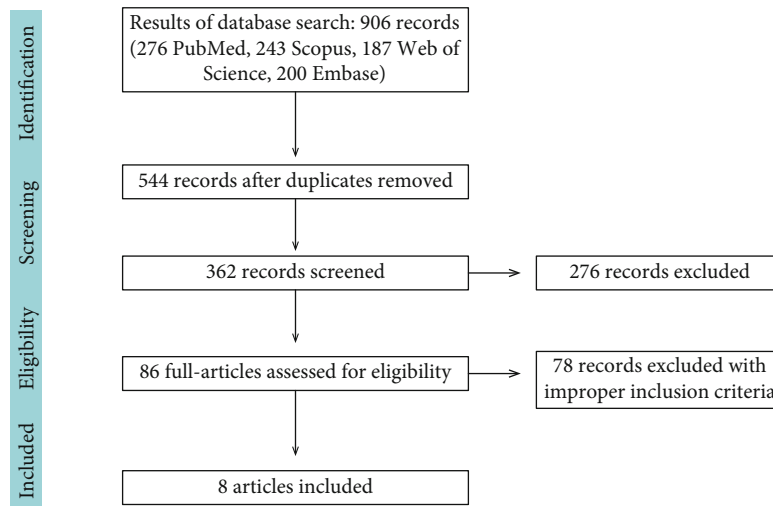 Identification
Results of database search: 906 records
(276 PubMed, 243 Scopus, 187 Web of
Science, 200 Embase)
544 records after duplicates removed
Screening
362 records screened
276 records excluded
Eligibility
86 full-articles assessed for eligibility
78 records excluded with
improper inclusion criteria
Included
8 articles included